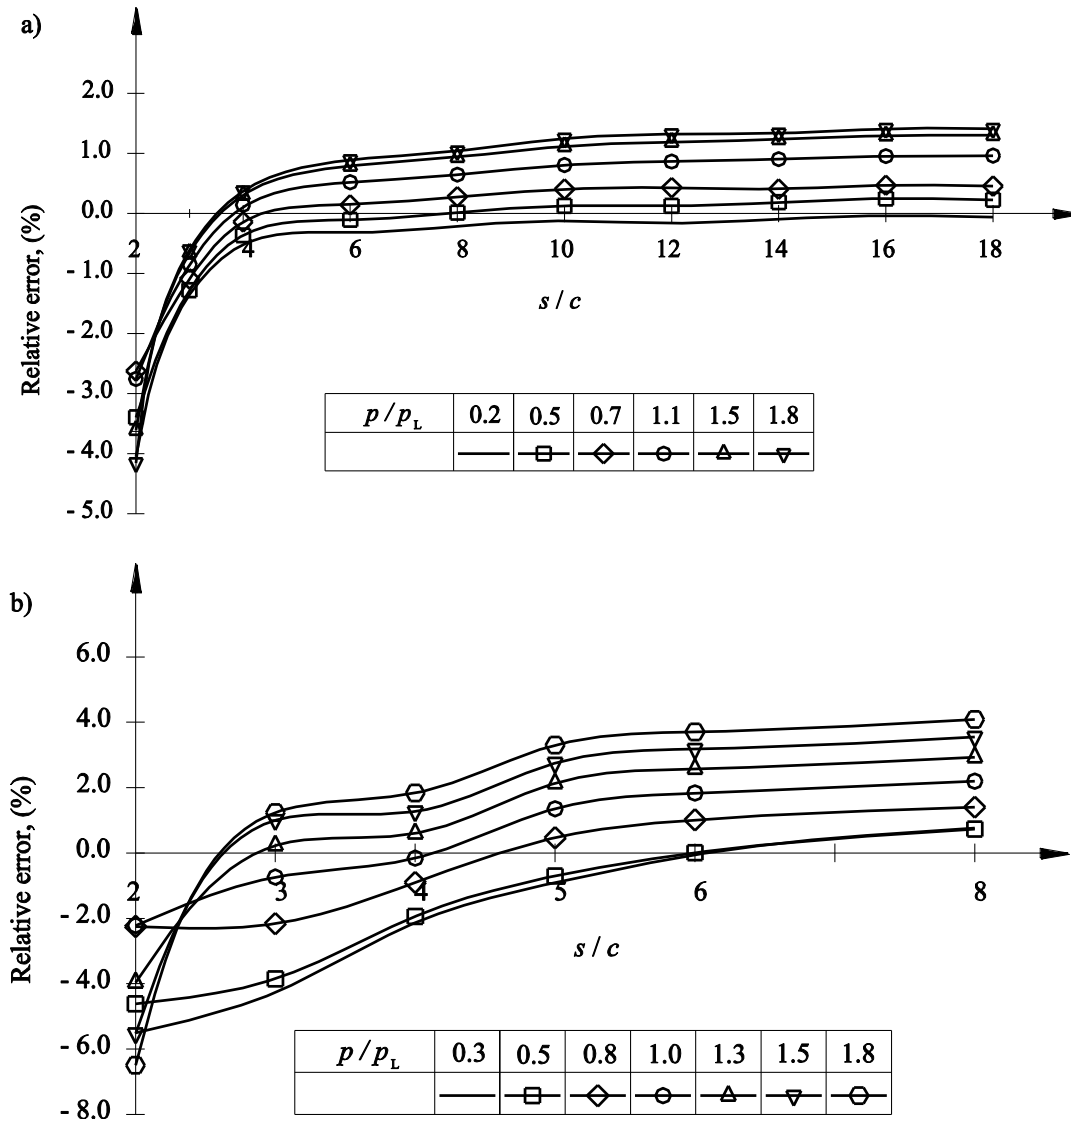 a)
2.0
1.0
0.0
2 4 6 8 10 12 14 16 18
- 1.0
s / c
- 2.0
- 3.0
- 4.0
- 5.0
Relative error, (%)
p / pL 0.2 0.5 0.7 1.1 1.5 1.8
b)
6.0
4.0
2.0
0.0
2 3 4 5 6 8
- 2.0
s / c
- 4.0
- 6.0
- 8.0
Relative error, (%)
p / pL 0.3 0.5 0.8 1.0 1.3 1.5 1.8